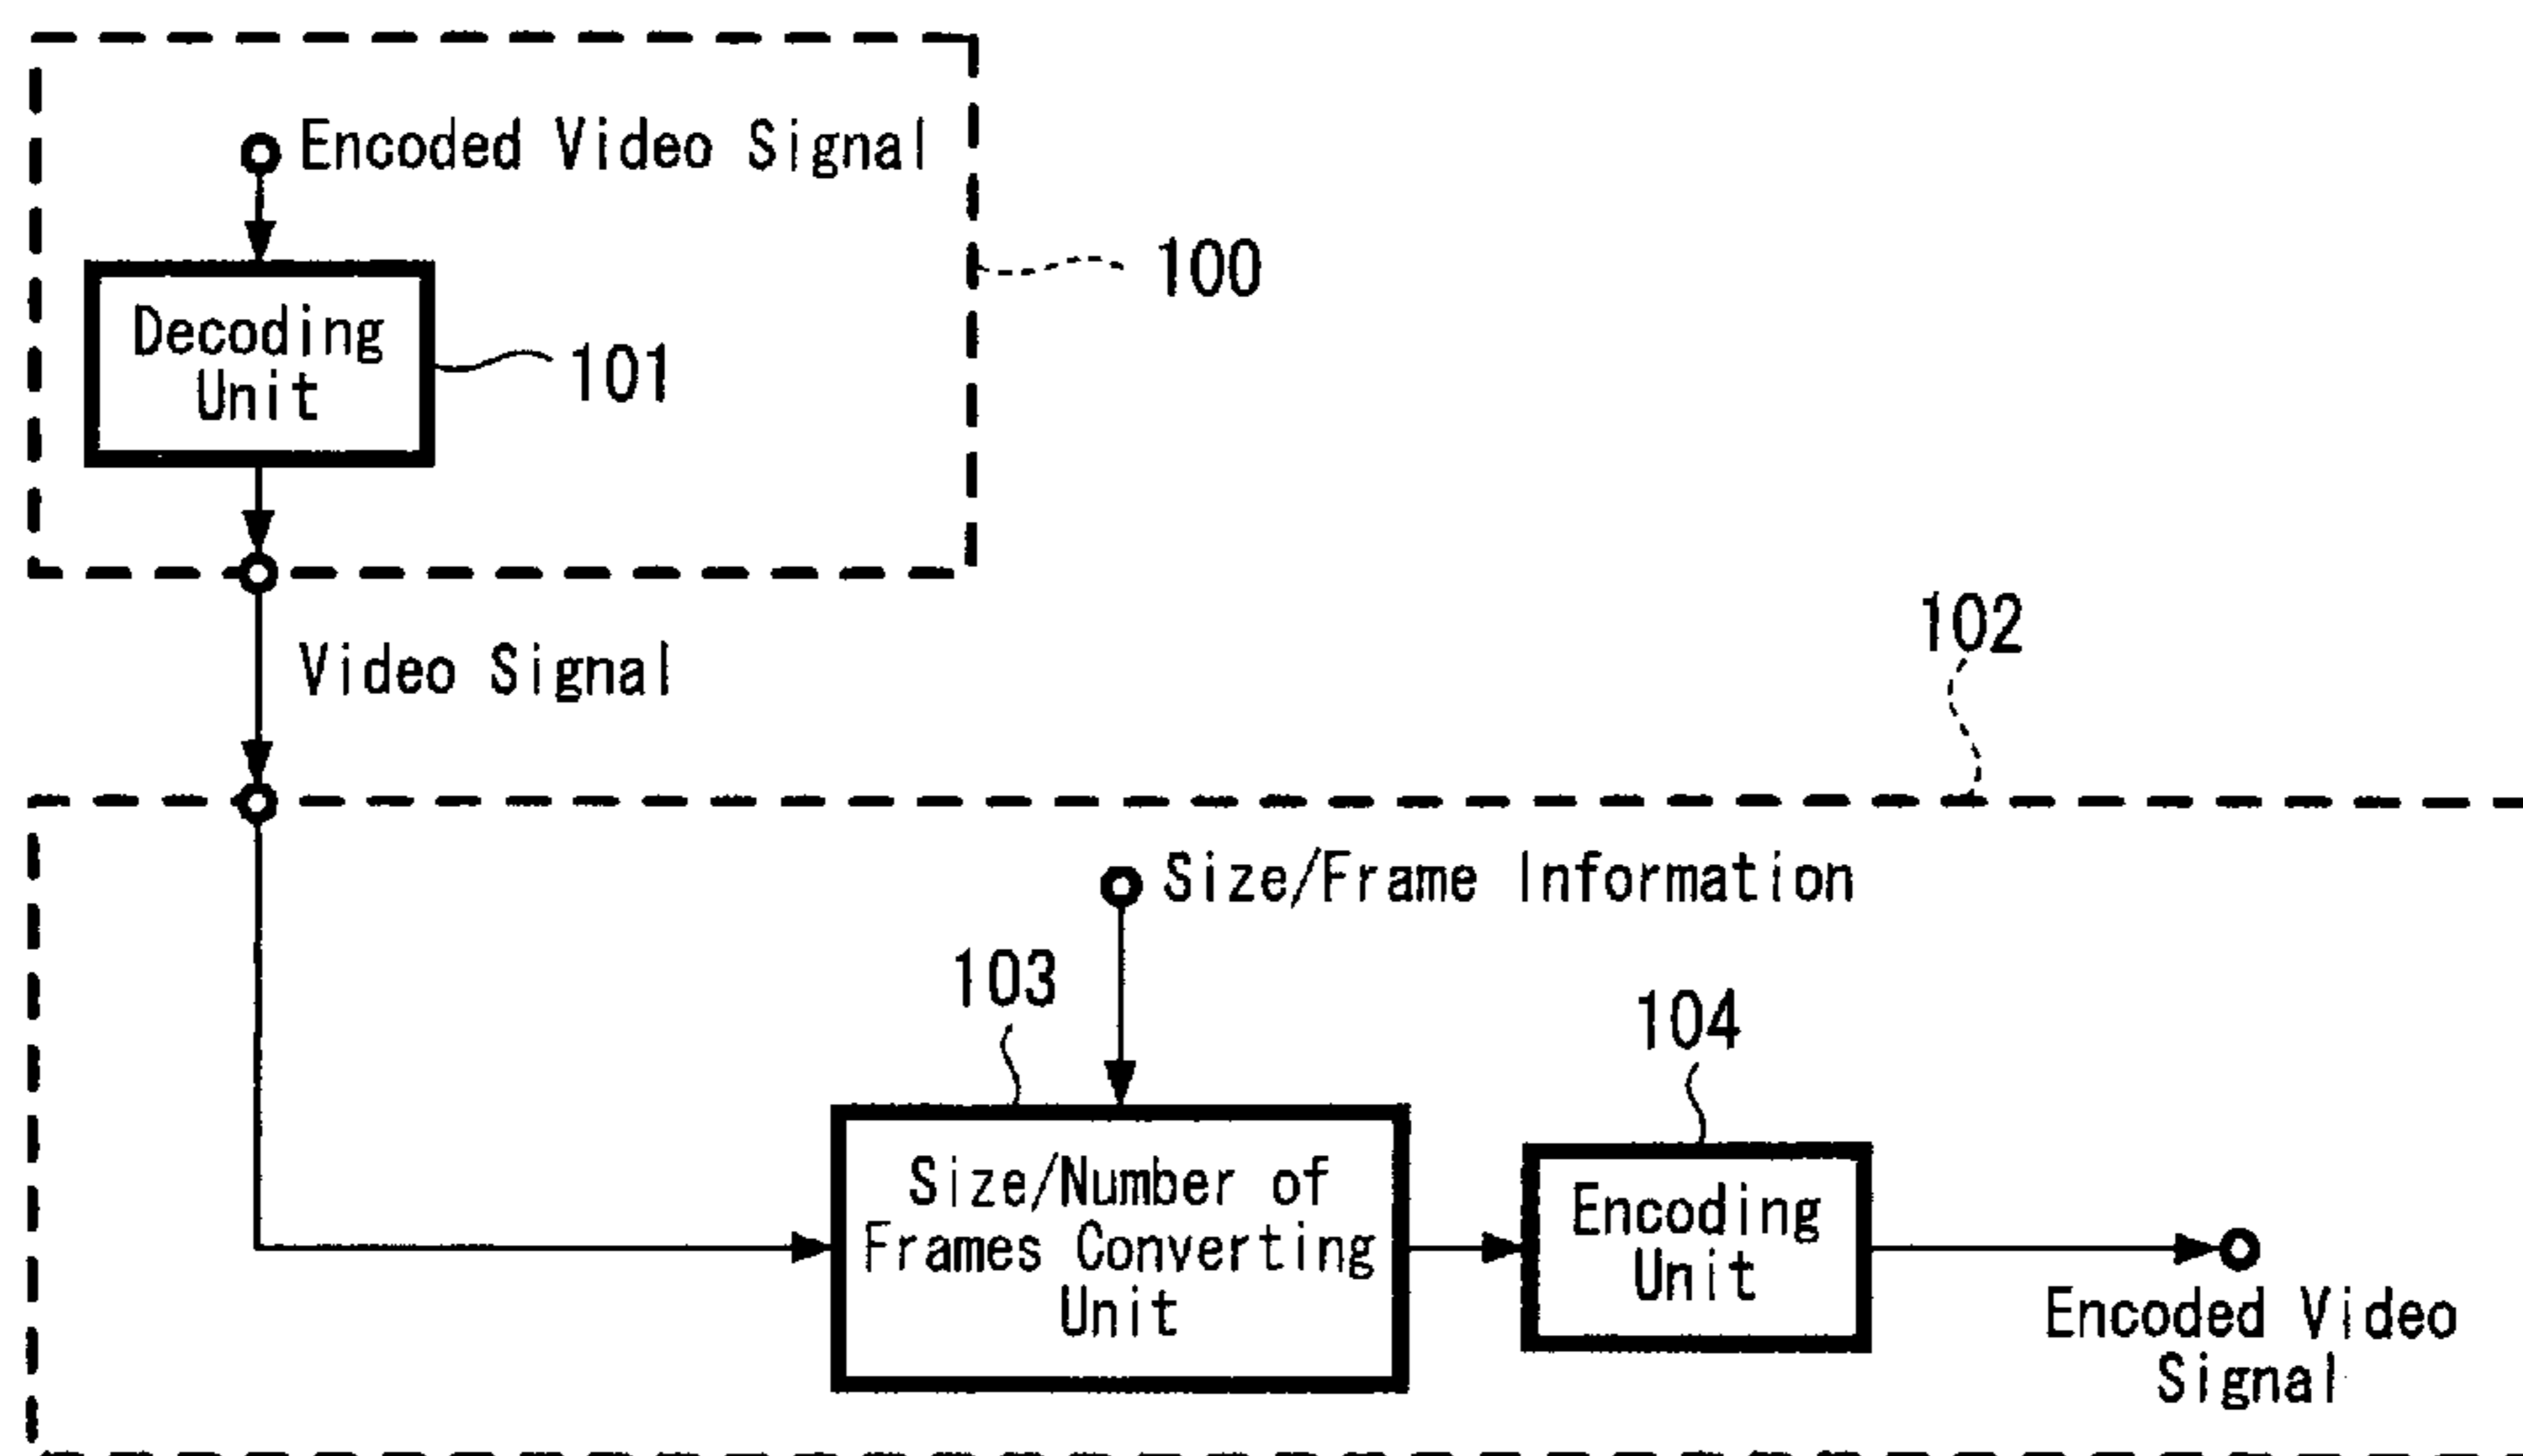 Encoded Video Signal
100
Decoding
Unit
101
Video Signal
102
Size/Frame Information
103
104
Size/Number of
Frames Converting
Unit
Encoding
Unit
Encoded Video
Signal